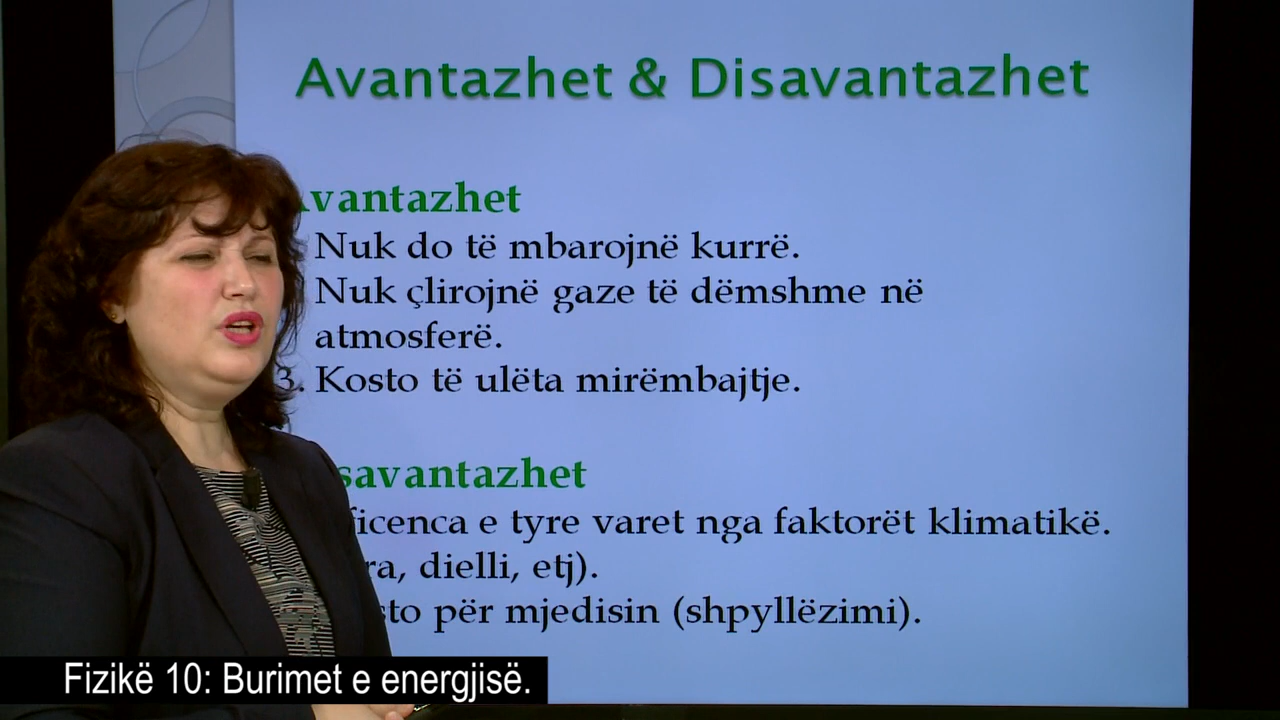 Avantazhet & Disavantazhet
vantazhet
Nuk do të mbarojnë kurrë.
Nuk çlirojnë gaze të dëmshme në
atmosferë.
3. Kosto të ulëta mirëmbajtje.
savantazhet
ficenca e tyre varet nga faktorët klimatikë.
ra, dielli, etj).
sto për mjedisin (shpyllëzimi).
Fizikë 10: Burimet e energjisë.